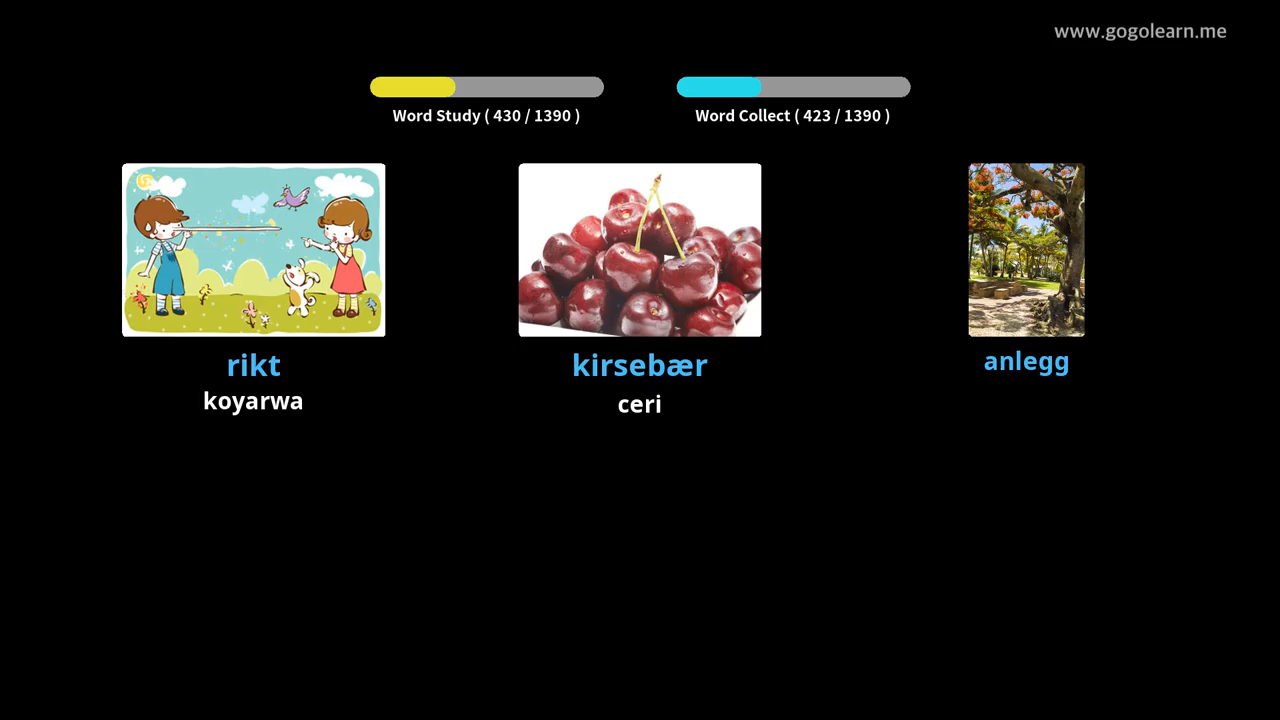 www.gogolearn.me
Word Study ( 430 / 1390 )
Word Collect ( 423 / 1390 )
rikt
koyarwa
kirsebær
ceri
anlegg